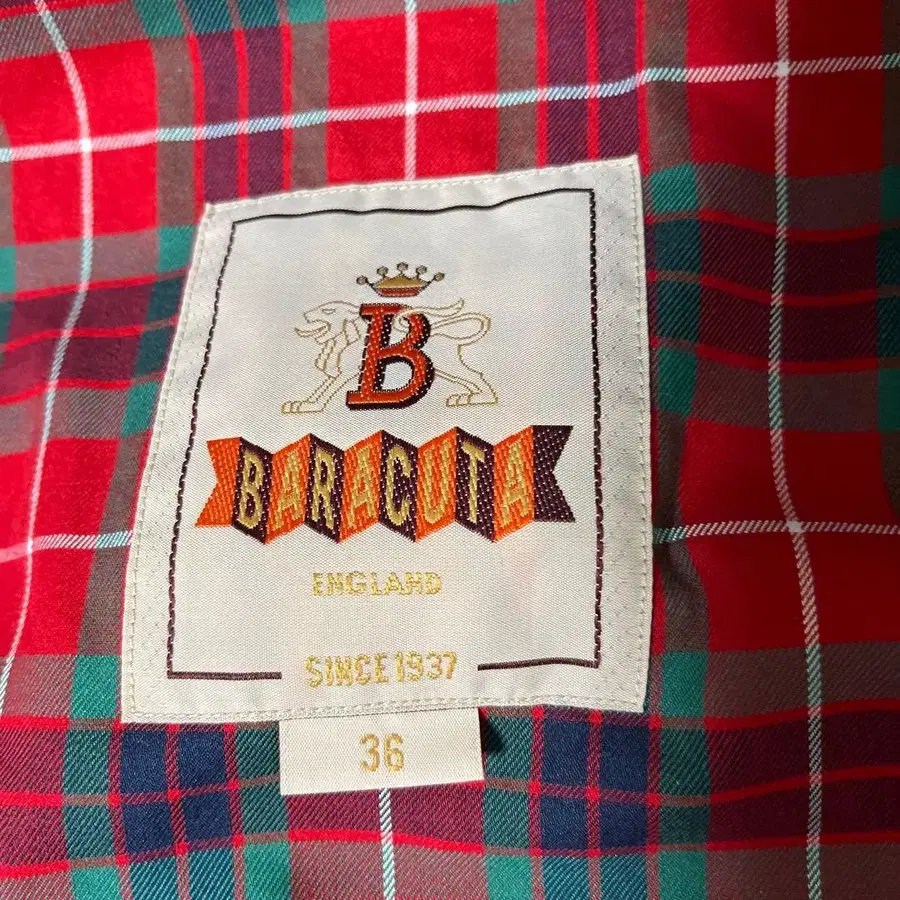 B
BARACUTA
ENGLAND
SINCE 1937
36